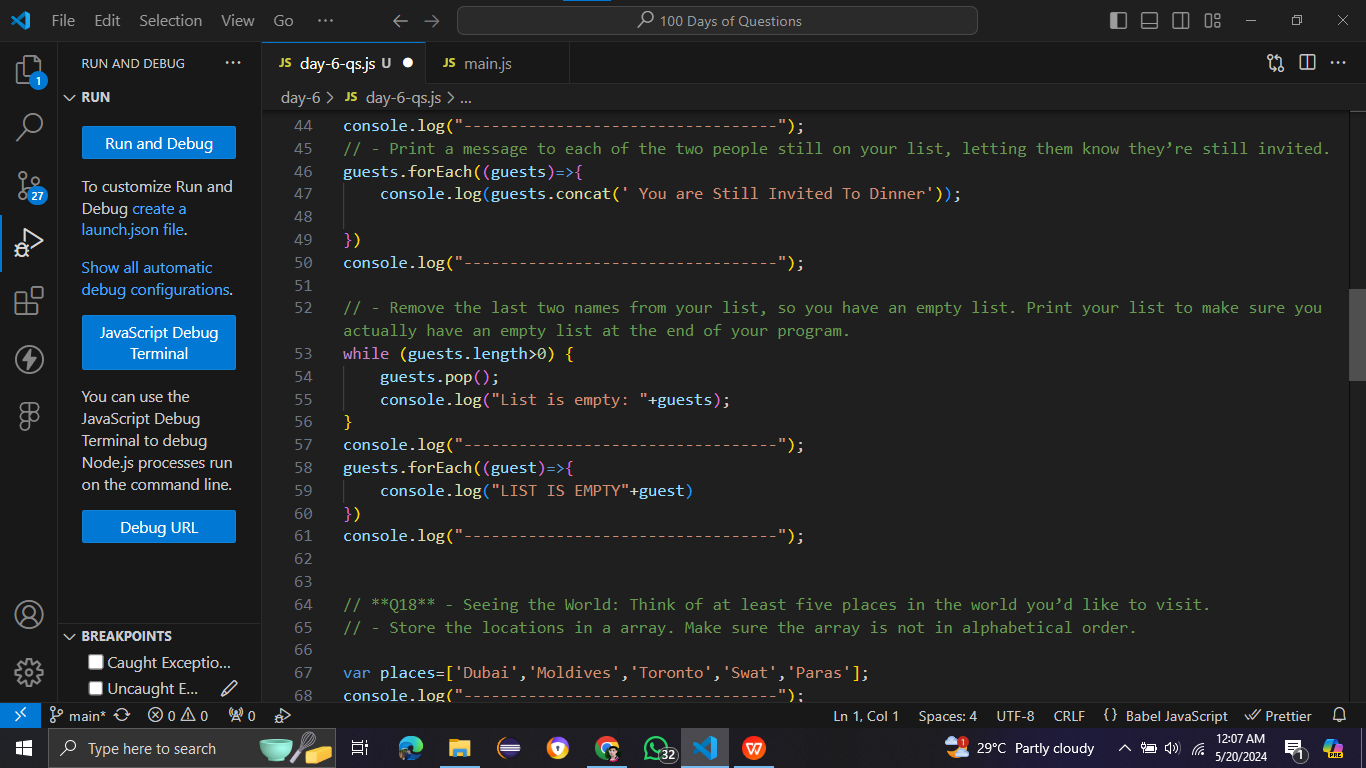 File Edit Selection View Go ··· 100 Days of Questions
RUN AND DEBUG ···
RUN
Run and Debug
To customize Run and
Debug create a
launch.json file.
Show all automatic
debug configurations.
JavaScript Debug
Terminal
You can use the
JavaScript Debug
Terminal to debug
Node.js processes run
on the command line.
Debug URL
BREAKPOINTS
Caught Exceptio...
Uncaught E...
1
27
JS day-6-qs.js U JS main.js
day-6 > JS day-6-qs.js > ...
44 console.log("----------------------------------");
45 // - Print a message to each of the two people still on your list, letting them know they’re still invited.
46 guests.forEach((guests)=>{
47 console.log(guests.concat(' You are Still Invited To Dinner'));
48
49 })
50 console.log("----------------------------------");
51
52 // - Remove the last two names from your list, so you have an empty list. Print your list to make sure you
actually have an empty list at the end of your program.
53 while (guests.length>0) {
54 guests.pop();
55 console.log("List is empty: "+guests);
56 }
57 console.log("----------------------------------");
58 guests.forEach((guest)=>{
59 console.log("LIST IS EMPTY"+guest)
60 })
61 console.log("----------------------------------");
62
63
64 // **Q18** - Seeing the World: Think of at least five places in the world you’d like to visit.
65 // - Store the locations in a array. Make sure the array is not in alphabetical order.
66
67 var places=['Dubai','Moldives','Toronto','Swat','Paras'];
68 console.log("----------------------------------");
main* 0 0 0 Ln 1, Col 1 Spaces: 4 UTF-8 CRLF {} Babel JavaScript Prettier
Type here to search 32 1 29°C Partly cloudy 12:07 AM
5/20/2024 1 PRE